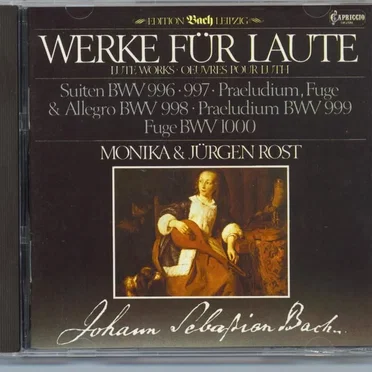 EDITION Bach LEIPZIG
CAPRICCIO
WERKE FÜR LAUTE
LUTE WORKS · OEUVRES POUR LUTH
Suiten BWV 996 · 997 · Praeludium, Fuge
& Allegro BWV 998 · Praeludium BWV 999
Fuge BWV 1000
MONIKA & JÜRGEN ROST
Johann Sebaſtian Bach